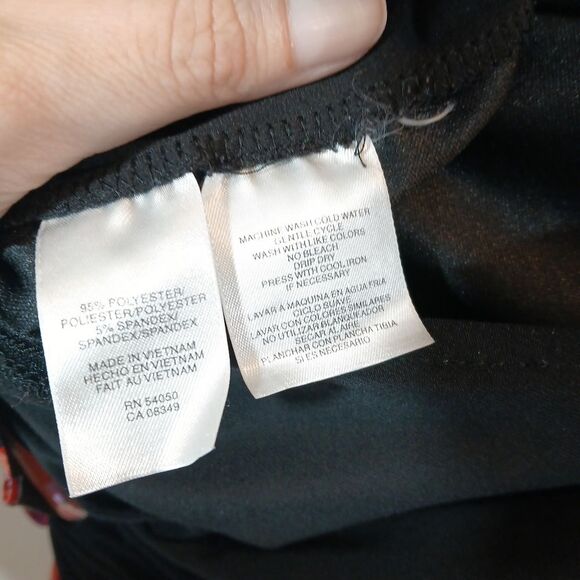 95% POLYESTER/
POLIESTER/POLYESTER
5% SPANDEX/
SPANDEX/SPANDEX
MADE IN VIETNAM
HECHO EN VIETNAM
FAIT AU VIETNAM
RN 54050
CA 08349
MACHINE WASH COLD WATER
GENTLE CYCLE
WASH WITH LIKE COLORS
NO BLEACH
DRIP DRY
PRESS WITH COOL IRON
IF NECESSARY
LAVAR A MAQUINA EN AGUA FRIA
CICLO SUAVE
LAVAR CON COLORES SIMILARES
NO UTILIZAR BLANQUEADOR
SECAR AL AIRE
PLANCHAR CON PLANCHA TIBIA
SI ES NECESARIO